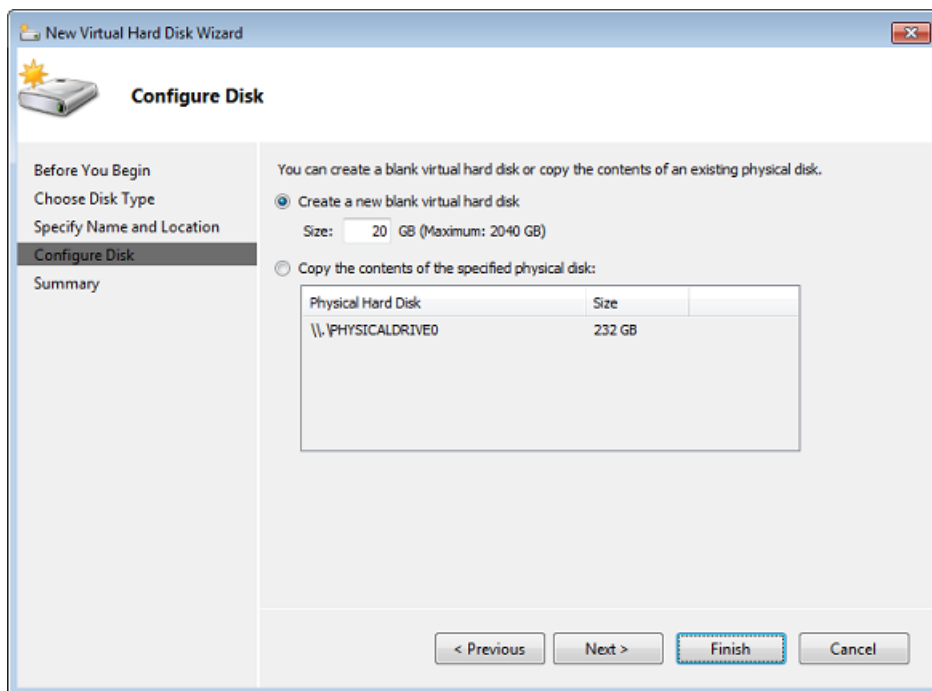 New Virtual Hard Disk Wizard
Configure Disk
Before You Begin
Choose Disk Type
Specify Name and Location
Configure Disk
Summary
You can create a blank virtual hard disk or copy the contents of an existing physical disk.
Create a new blank virtual hard disk
Size: 20 GB (Maximum: 2040 GB)
Copy the contents of the specified physical disk:
Physical Hard Disk Size
\\.\PHYSICALDRIVE0 232 GB
< Previous Next > Finish Cancel